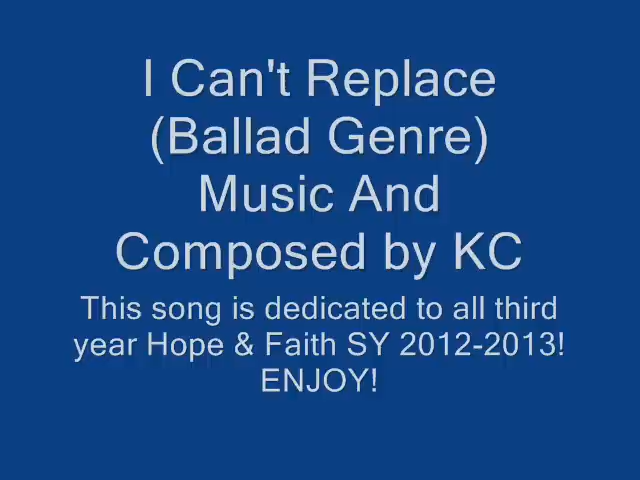 I Can't Replace
(Ballad Genre)
Music And
Composed by KC
This song is dedicated to all third
year Hope & Faith SY 2012-2013!
ENJOY!